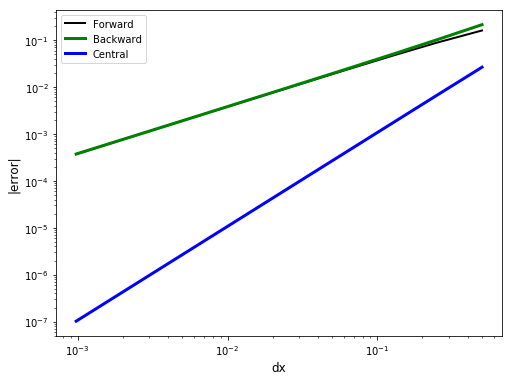 Forward
Backward
Central
|error|
10⁻¹
10⁻²
10⁻³
10⁻⁴
10⁻⁵
10⁻⁶
10⁻⁷
10⁻³
10⁻²
10⁻¹
dx